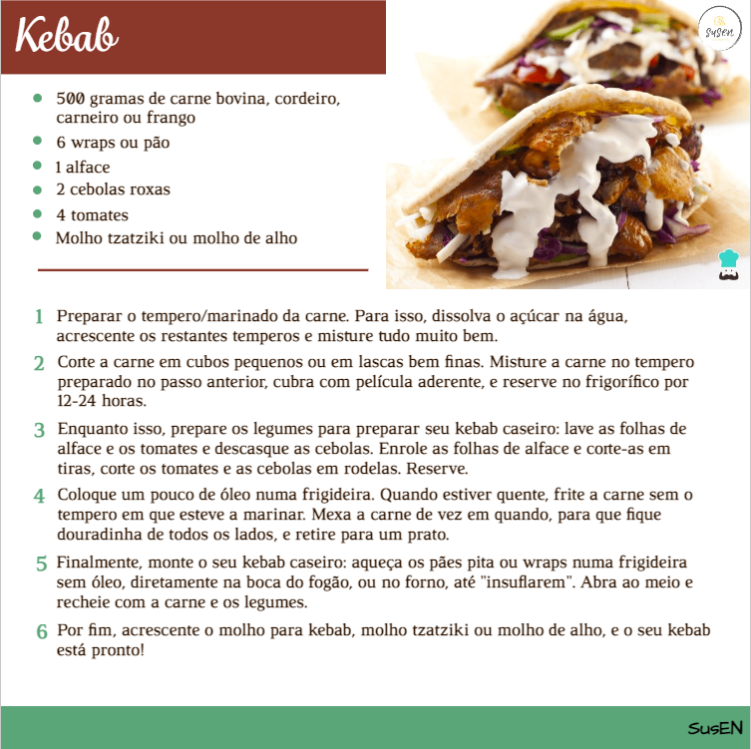 Kebab
SUSEN
500 gramas de carne bovina, cordeiro,
carneiro ou frango
6 wraps ou pão
1 alface
2 cebolas roxas
4 tomates
Molho tzatziki ou molho de alho
1 Preparar o tempero/marinado da carne. Para isso, dissolva o açúcar na água,
acrescente os restantes temperos e misture tudo muito bem.
2 Corte a carne em cubos pequenos ou em lascas bem finas. Misture a carne no tempero
preparado no passo anterior, cubra com película aderente, e reserve no frigorífico por
12-24 horas.
3 Enquanto isso, prepare os legumes para preparar seu kebab caseiro: lave as folhas de
alface e os tomates e descasque as cebolas. Enrole as folhas de alface e corte-as em
tiras, corte os tomates e as cebolas em rodelas. Reserve.
4 Coloque um pouco de óleo numa frigideira. Quando estiver quente, frite a carne sem o
tempero em que esteve a marinar. Mexa a carne de vez em quando, para que fique
douradinha de todos os lados, e retire para um prato.
5 Finalmente, monte o seu kebab caseiro: aqueça os pães pita ou wraps numa frigideira
sem óleo, diretamente na boca do fogão, ou no forno, até "insuflarem". Abra ao meio e
recheie com a carne e os legumes.
6 Por fim, acrescente o molho para kebab, molho tzatziki ou molho de alho, e o seu kebab
está pronto!
SusEN